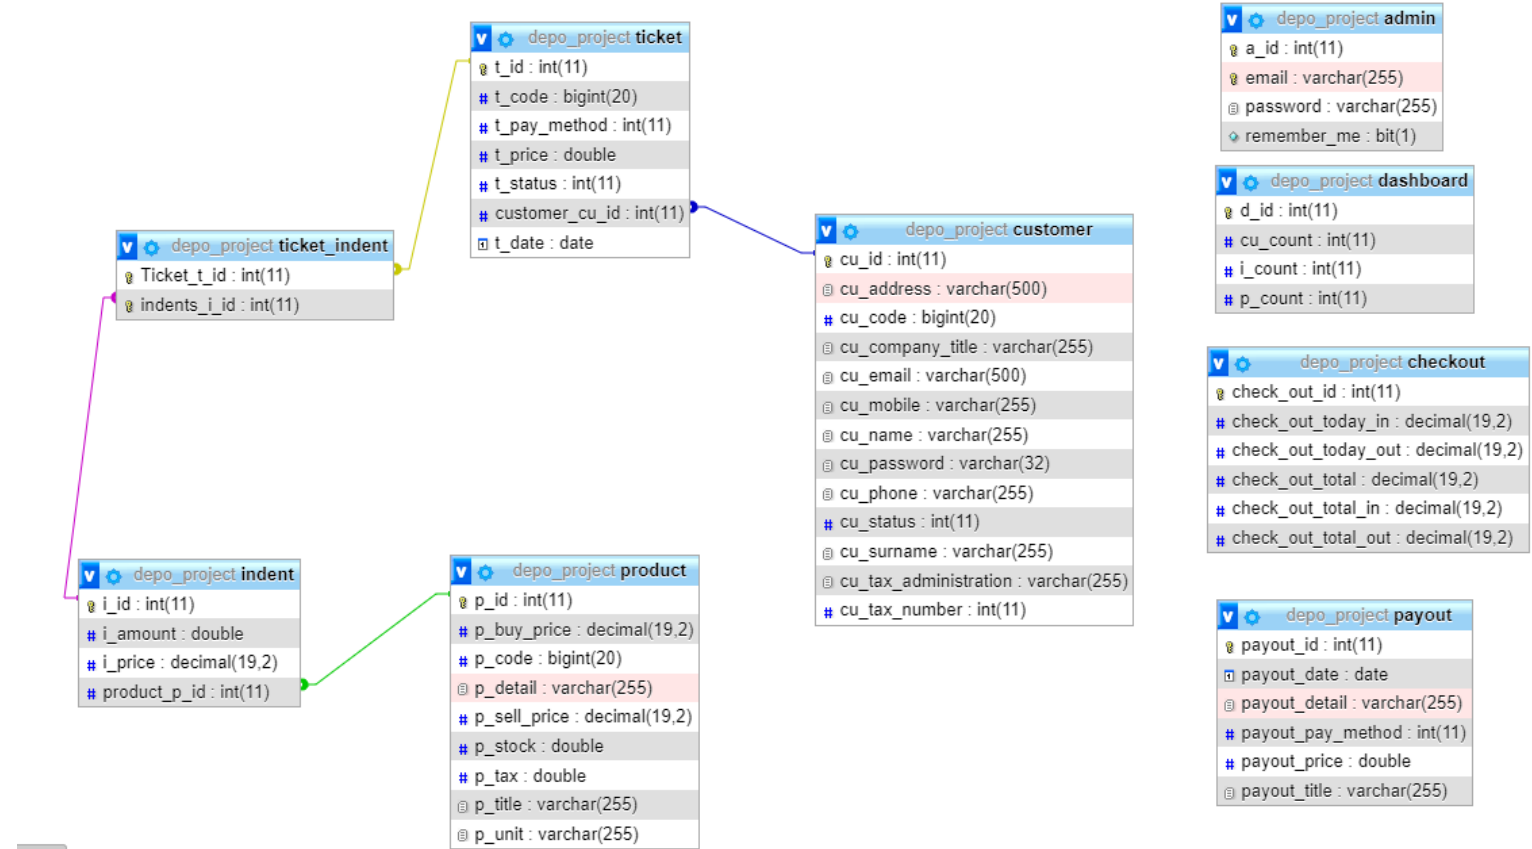 depo_project ticket
t_id : int(11)
t_code : bigint(20)
t_pay_method : int(11)
t_price : double
t_status : int(11)
customer_cu_id : int(11)
t_date : date
depo_project ticket_indent
Ticket_t_id : int(11)
indents_i_id : int(11)
depo_project indent
i_id : int(11)
i_amount : double
i_price : decimal(19,2)
product_p_id : int(11)
depo_project product
p_id : int(11)
p_buy_price : decimal(19,2)
p_code : bigint(20)
p_detail : varchar(255)
p_sell_price : decimal(19,2)
p_stock : double
p_tax : double
p_title : varchar(255)
p_unit : varchar(255)
depo_project customer
cu_id : int(11)
cu_address : varchar(500)
cu_code : bigint(20)
cu_company_title : varchar(255)
cu_email : varchar(500)
cu_mobile : varchar(255)
cu_name : varchar(255)
cu_password : varchar(32)
cu_phone : varchar(255)
cu_status : int(11)
cu_surname : varchar(255)
cu_tax_administration : varchar(255)
cu_tax_number : int(11)
depo_project admin
a_id : int(11)
email : varchar(255)
password : varchar(255)
remember_me : bit(1)
depo_project dashboard
d_id : int(11)
cu_count : int(11)
i_count : int(11)
p_count : int(11)
depo_project checkout
check_out_id : int(11)
check_out_today_in : decimal(19,2)
check_out_today_out : decimal(19,2)
check_out_total : decimal(19,2)
check_out_total_in : decimal(19,2)
check_out_total_out : decimal(19,2)
depo_project payout
payout_id : int(11)
payout_date : date
payout_detail : varchar(255)
payout_pay_method : int(11)
payout_price : double
payout_title : varchar(255)